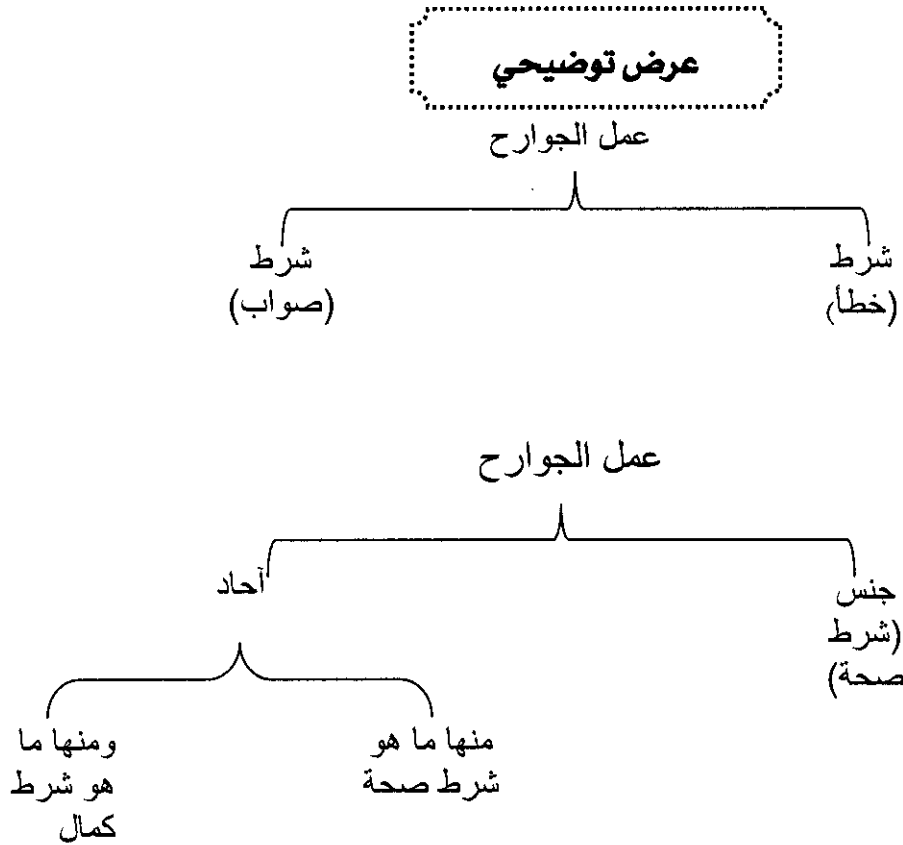 عرض توضيحي
عمل الجوارح
شرط
(خطأ)
شرط
(صواب)
عمل الجوارح
جنس
(شرط
صحة)
آحاد
منها ما هو
شرط صحة
ومنها ما
هو شرط
كمال